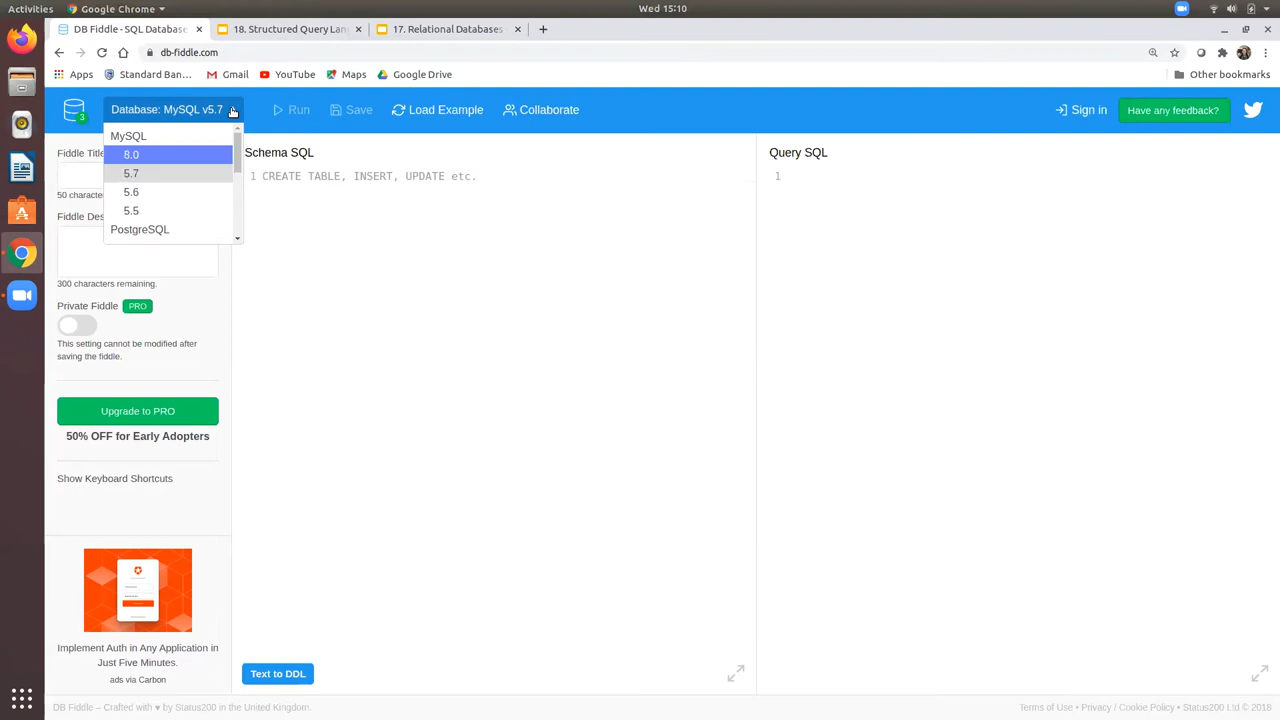 Activities
Google Chrome
Wed 15:10
DB Fiddle - SQL Database
18. Structured Query Lan
17. Relational Databases
db-fiddle.com
Apps
Standard Ban...
Gmail
YouTube
Maps
Google Drive
Other bookmarks
3
Database: MySQL v5.7
Run
Save
Load Example
Collaborate
Sign in
Have any feedback?
MySQL
8.0
5.7
5.6
5.5
PostgreSQL
Fiddle Title
50 characters
Fiddle Des
300 characters remaining.
Private Fiddle PRO
This setting cannot be modified after
saving the fiddle.
Upgrade to PRO
50% OFF for Early Adopters
Show Keyboard Shortcuts
Implement Auth in Any Application in
Just Five Minutes.
ads via Carbon
Schema SQL
1 CREATE TABLE, INSERT, UPDATE etc.
Text to DDL
Query SQL
1
DB Fiddle – Crafted with ♥ by Status200 in the United Kingdom.
Terms of Use • Privacy / Cookie Policy • Status200 Ltd © 2018